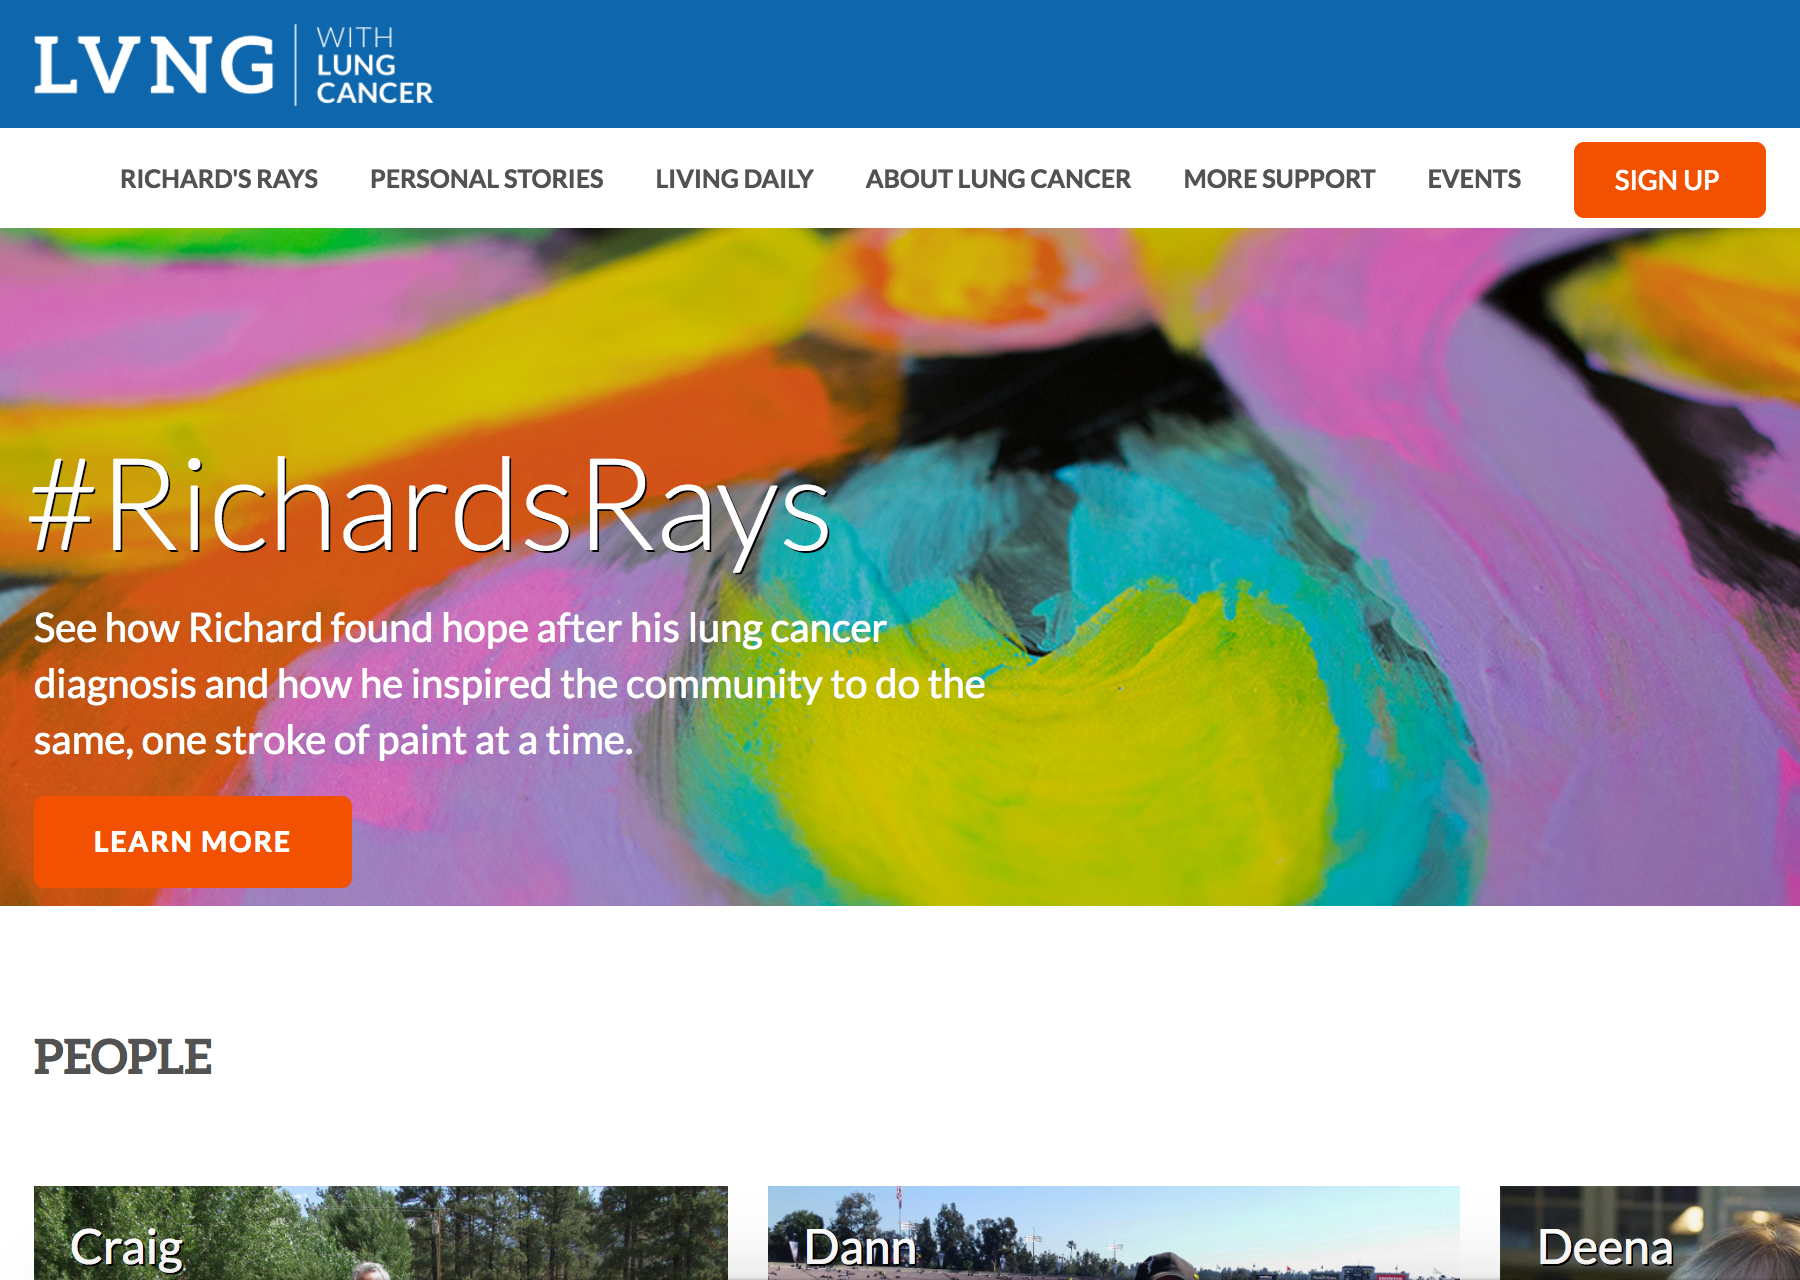 LVNG
WITH
LUNG
CANCER
RICHARD'S RAYS PERSONAL STORIES LIVING DAILY ABOUT LUNG CANCER MORE SUPPORT EVENTS SIGN UP
#RichardsRays
See how Richard found hope after his lung cancer
diagnosis and how he inspired the community to do the
same, one stroke of paint at a time.
LEARN MORE
PEOPLE
Craig
Dann
Deena